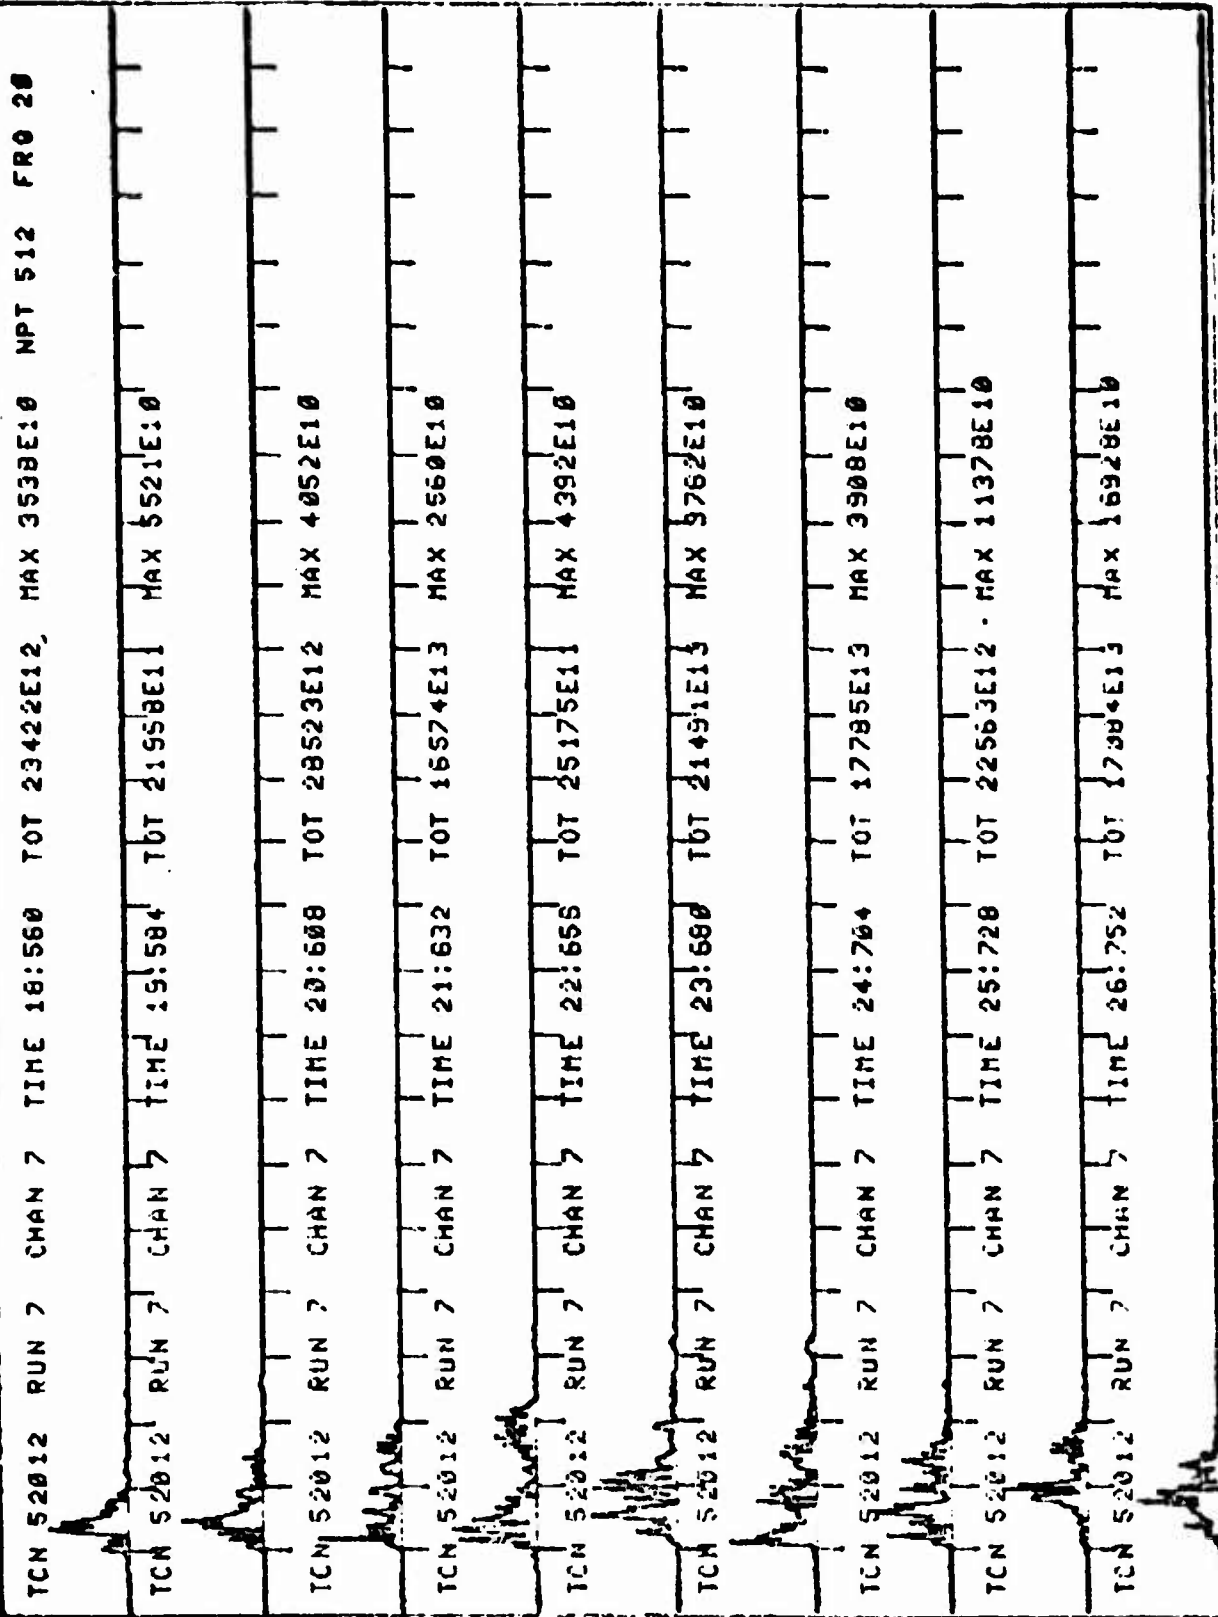 TCN 52012 RUN 7 CHAN 7 TIME 18:560 TOT 23422E12 MAX 3538E10 NPT 512 FRQ 20
TCN 52012 RUN 7 CHAN 7 TIME 19:584 TOT 21958E11 MAX 5521E10
TCN 52012 RUN 7 CHAN 7 TIME 20:608 TOT 28523E12 MAX 4052E10
TCN 52012 RUN 7 CHAN 7 TIME 21:632 TOT 16574E13 MAX 2560E10
TCN 52012 RUN 7 CHAN 7 TIME 22:656 TOT 25175E11 MAX 4392E10
TCN 52012 RUN 7 CHAN 7 TIME 23:680 TOT 21491E13 MAX 3762E10
TCN 52012 RUN 7 CHAN 7 TIME 24:704 TOT 17785E13 MAX 3908E10
TCN 52012 RUN 7 CHAN 7 TIME 25:728 TOT 22563E12 MAX 11378E10
TCN 52012 RUN 7 CHAN 7 TIME 26:752 TOT MAX 16928E10